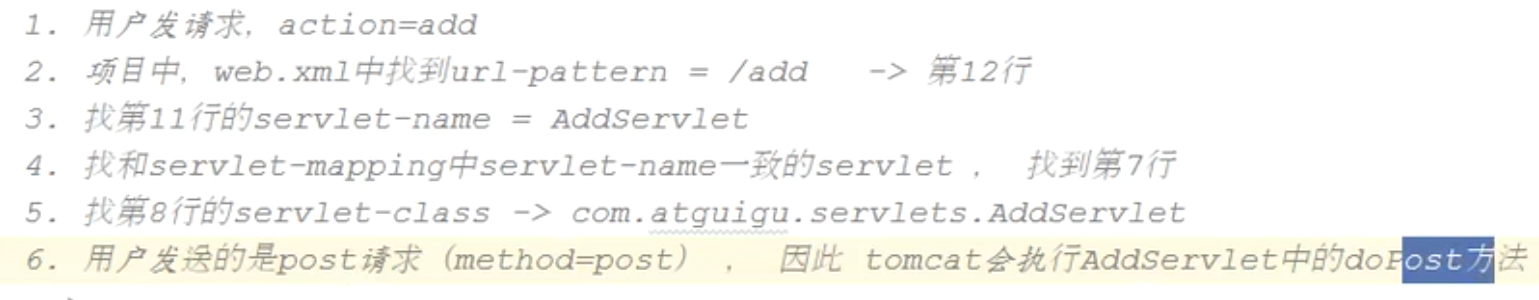 1. 用户发请求，action=add
2. 项目中，web.xml中找到url-pattern = /add -> 第12行
3. 找第11行的servlet-name = AddServlet
4. 找和servlet-mapping中servlet-name一致的servlet ， 找到第7行
5. 找第8行的servlet-class -> com.atguigu.servlets.AddServlet
6. 用户发送的是post请求（method=post） ， 因此 tomcat会执行AddServlet中的doPost方法